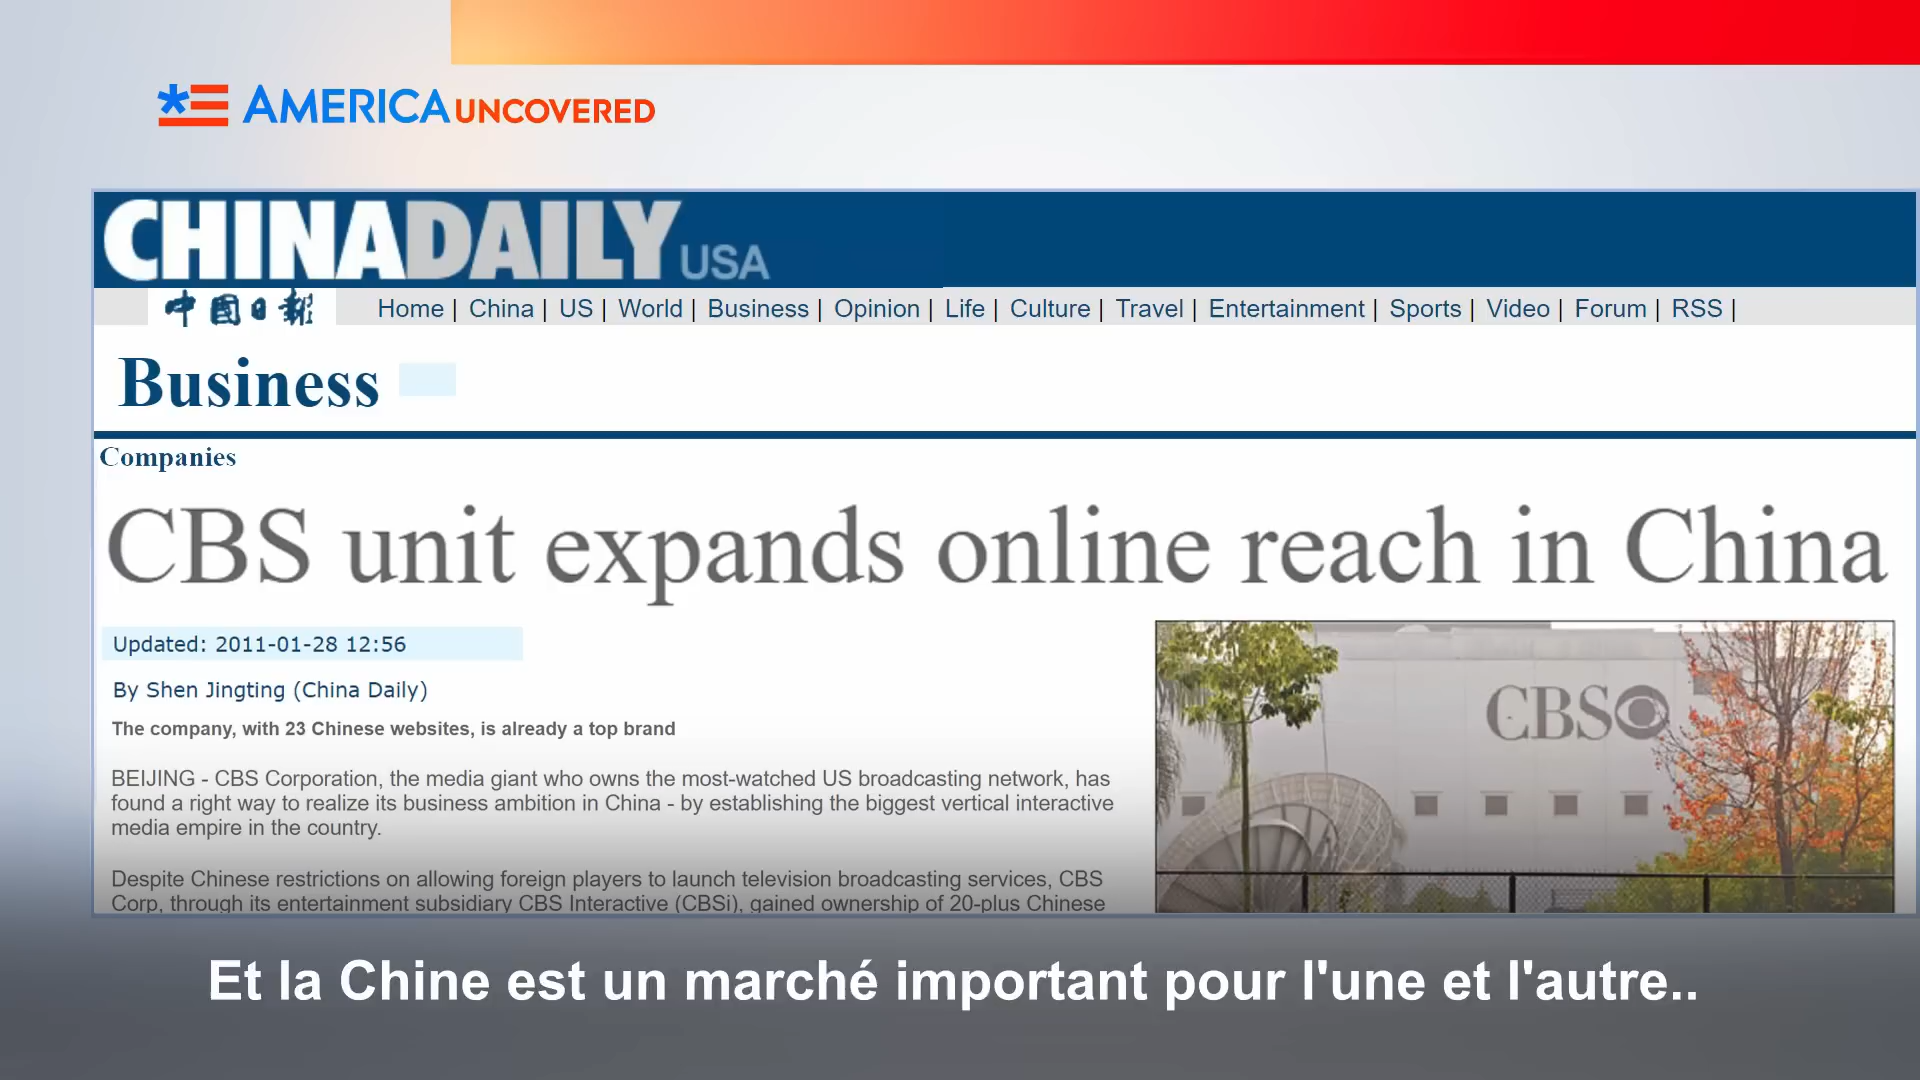 AMERICA UNCOVERED
CHINADAILY USA
中國日報
Home | China | US | World | Business | Opinion | Life | Culture | Travel | Entertainment | Sports | Video | Forum | RSS |
Business
Companies
CBS unit expands online reach in China
Updated: 2011-01-28 12:56
By Shen Jingting (China Daily)
The company, with 23 Chinese websites, is already a top brand
CBS
BEIJING - CBS Corporation, the media giant who owns the most-watched US broadcasting network, has
found a right way to realize its business ambition in China - by establishing the biggest vertical interactive
media empire in the country.
Despite Chinese restrictions on allowing foreign players to launch television broadcasting services, CBS
Corp, through its entertainment subsidiary CBS Interactive (CBSi), gained ownership of 20-plus Chinese
Et la Chine est un marché important pour l'une et l'autre..